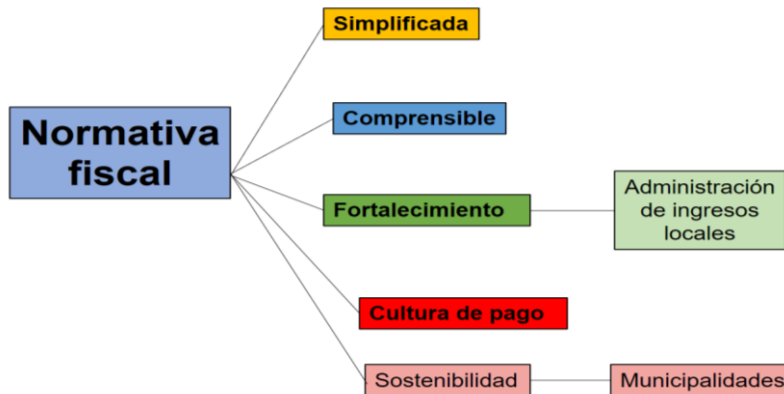 Simplificada
Normativa
fiscal
Comprensible
Fortalecimiento
Administración
de ingresos
locales
Cultura de pago
Sostenibilidad
Municipalidades